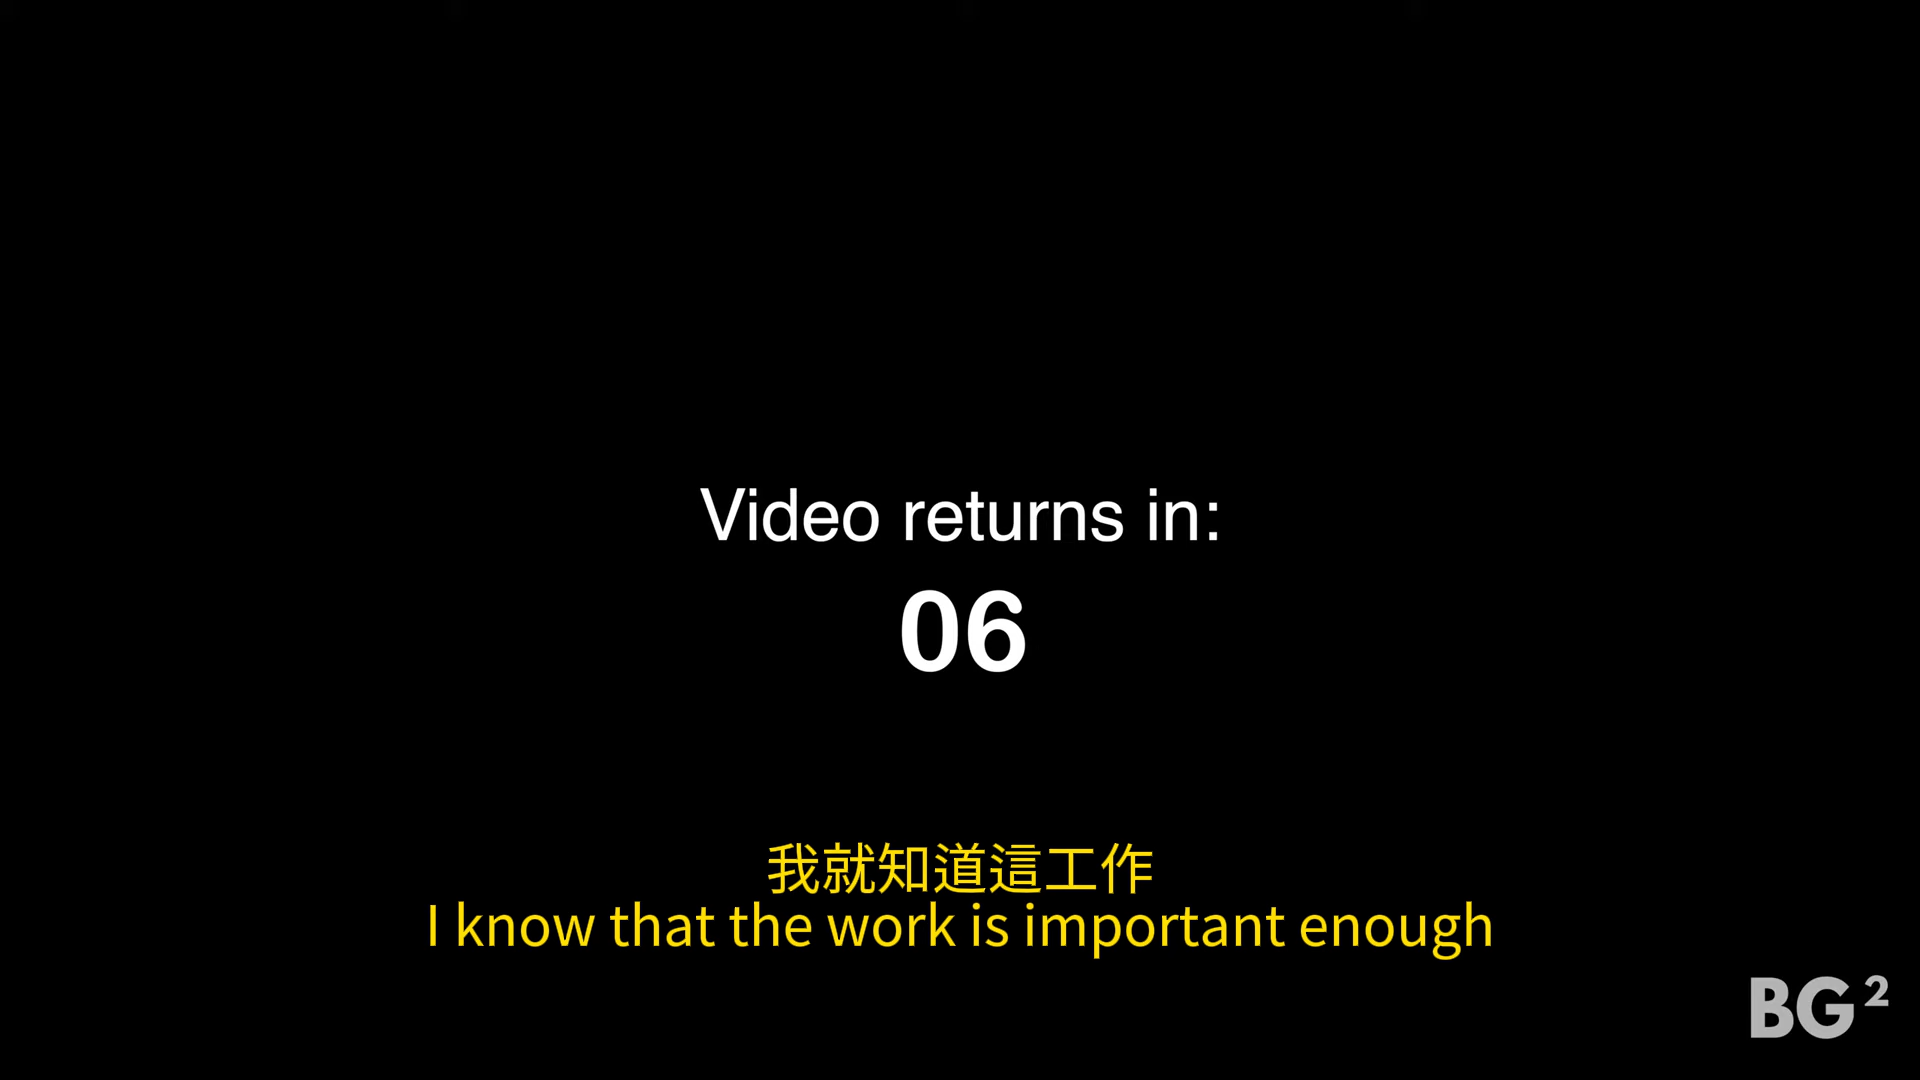 Video returns in:
06
我就知道這工作
I know that the work is important enough
BG²